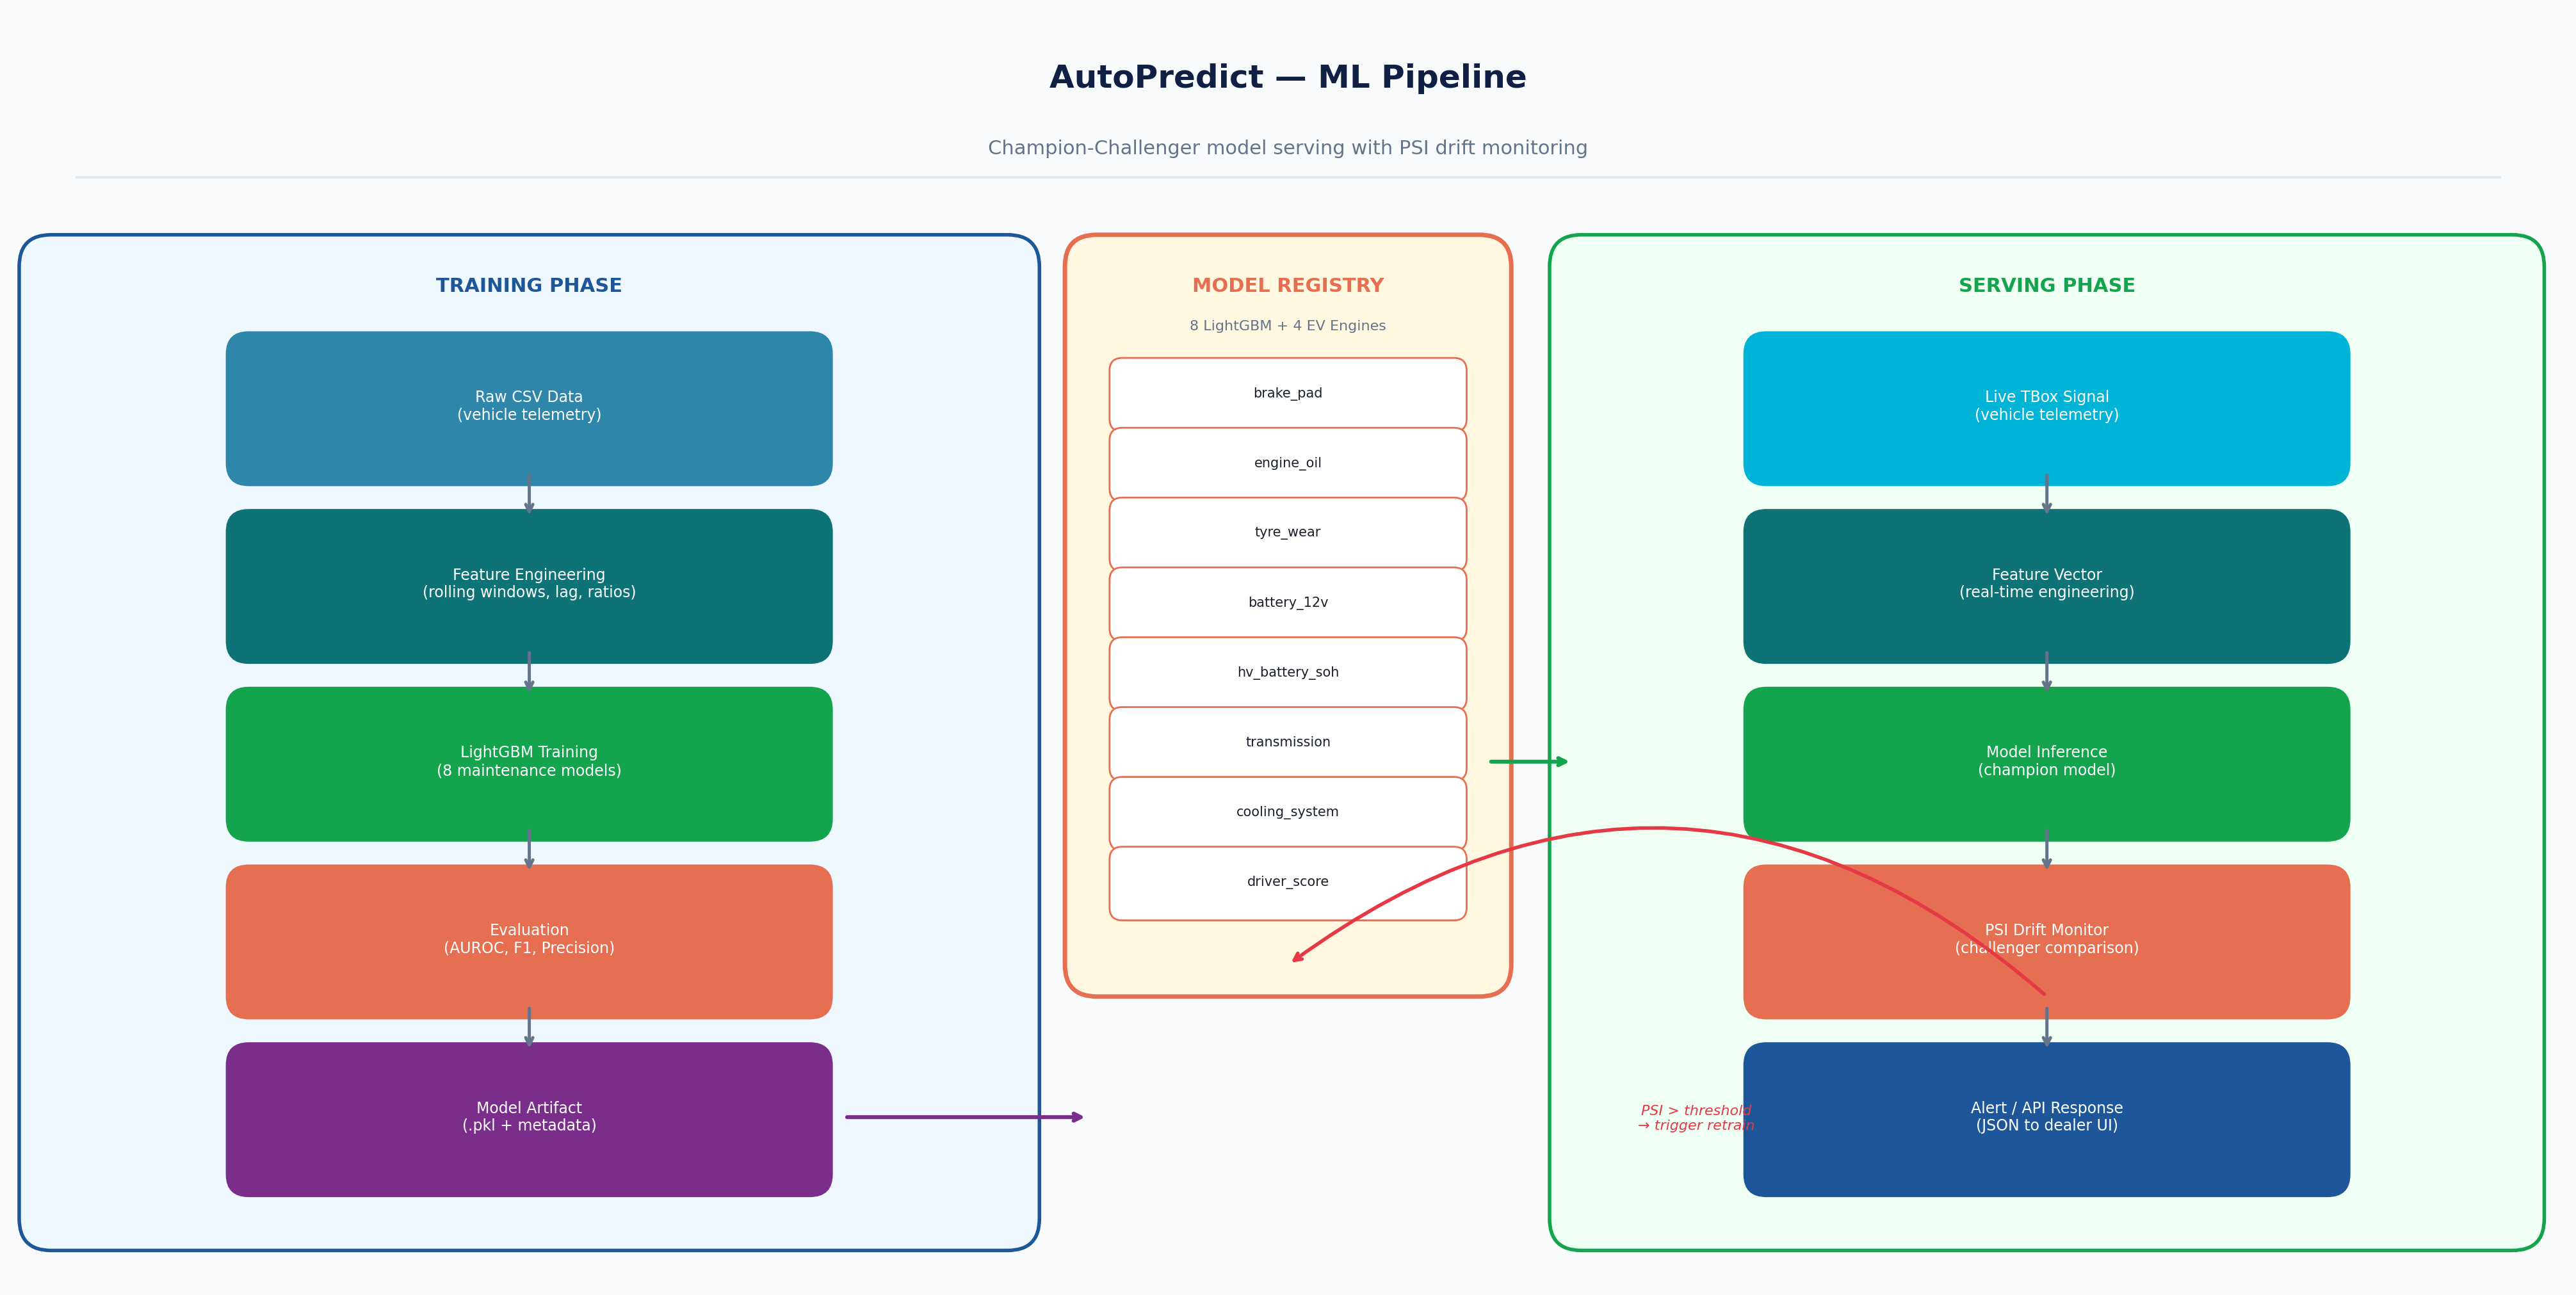 AutoPredict — ML Pipeline
Champion-Challenger model serving with PSI drift monitoring
TRAINING PHASE
Raw CSV Data
(vehicle telemetry)
Feature Engineering
(rolling windows, lag, ratios)
LightGBM Training
(8 maintenance models)
Evaluation
(AUROC, F1, Precision)
Model Artifact
(.pkl + metadata)
MODEL REGISTRY
8 LightGBM + 4 EV Engines
brake_pad
engine_oil
tyre_wear
battery_12v
hv_battery_soh
transmission
cooling_system
driver_score
SERVING PHASE
Live TBox Signal
(vehicle telemetry)
Feature Vector
(real-time engineering)
Model Inference
(champion model)
PSI Drift Monitor
(challenger comparison)
PSI > threshold
→ trigger retrain
Alert / API Response
(JSON to dealer UI)